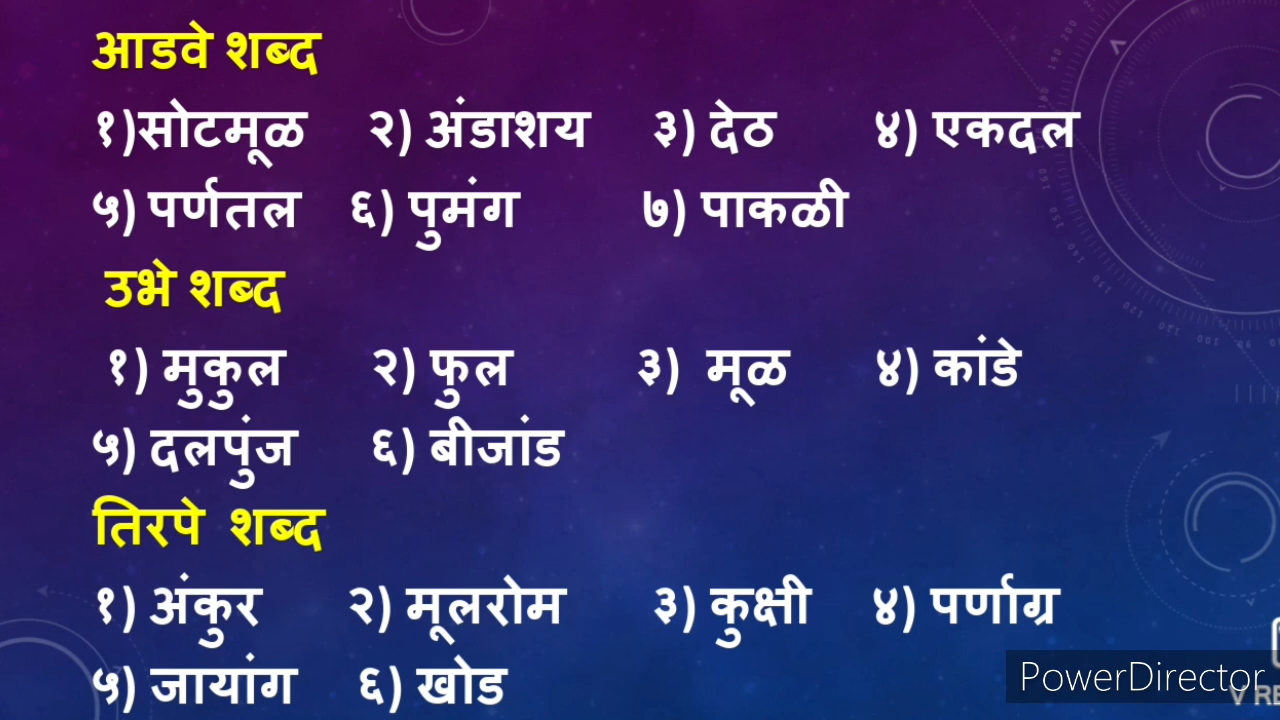 आडवे शब्द
१)सोटमूळ २) अंडाशय ३) देठ ४) एकदल
५) पर्णतल ६) पुमंग ७) पाकळी
उभे शब्द
१) मुकुल २) फुल ३) मूळ ४) कांडे
५) दलपुंज ६) बीजांड
तिरपे शब्द
१) अंकुर २) मूलरोम ३) कुक्षी ४) पर्णाग्र
५) जायांग ६) खोड
PowerDirector